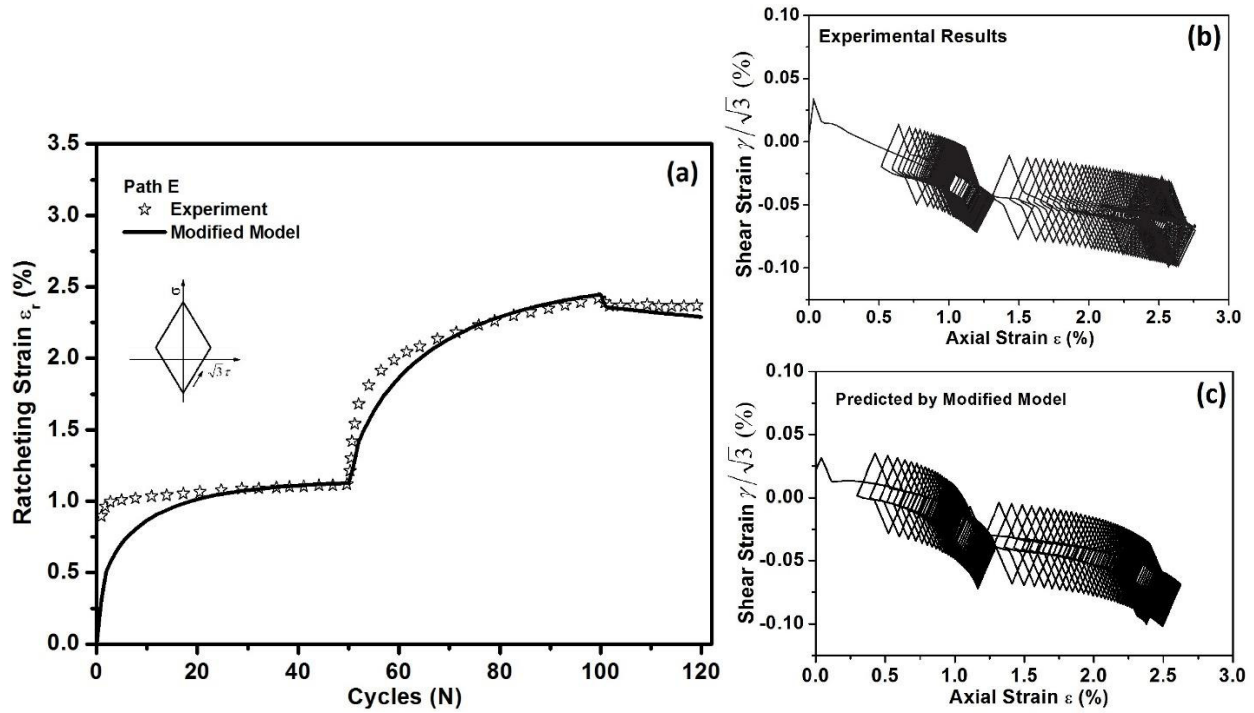 (a)
Path E
Experiment
Modified Model
σ
√3 τ
Ratcheting Strain εr (%)
3.5
3.0
2.5
2.0
1.5
1.0
0.5
0.0
0 20 40 60 80 100 120
Cycles (N)
(b)
Experimental Results
Shear Strain γ/√3 (%)
0.10
0.05
0.00
-0.05
-0.10
0.0 0.5 1.0 1.5 2.0 2.5 3.0
Axial Strain ε (%)
(c)
Predicted by Modified Model
Shear Strain γ/√3 (%)
0.10
0.05
0.00
-0.05
-0.10
0.0 0.5 1.0 1.5 2.0 2.5 3.0
Axial Strain ε (%)